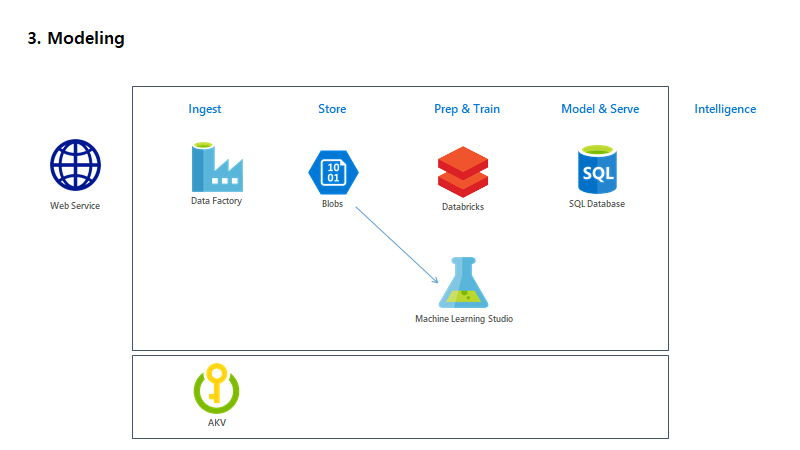 3. Modeling
Ingest
Store
Prep & Train
Model & Serve
Intelligence
10
01
SQL
Web Service
Data Factory
Blobs
Databricks
SQL Database
Machine Learning Studio
AKV